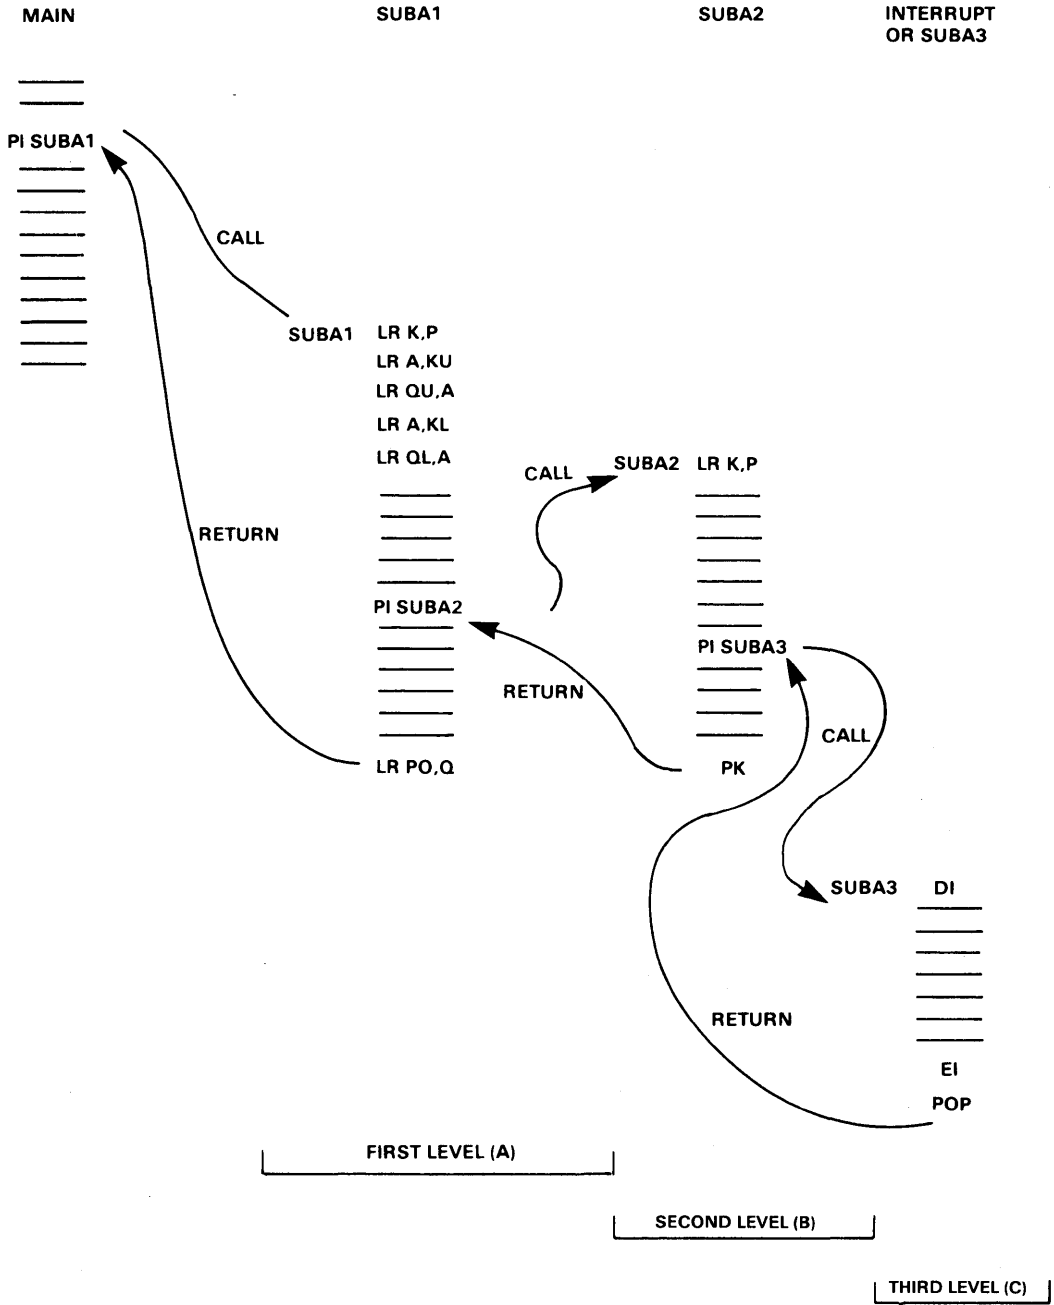 MAIN
SUBA1
SUBA2
INTERRUPT
OR SUBA3
PI SUBA1
CALL
SUBA1 LR K,P
LR A,KU
LR QU,A
LR A,KL
LR QL,A
CALL
SUBA2 LR K,P
RETURN
PI SUBA2
PI SUBA3
RETURN
CALL
LR PO,Q
PK
SUBA3 DI
RETURN
EI
POP
FIRST LEVEL (A)
SECOND LEVEL (B)
THIRD LEVEL (C)